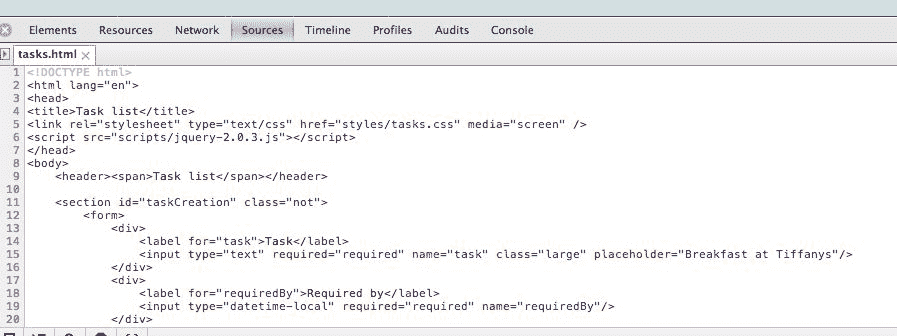 Elements Resources Network Sources Timeline Profiles Audits Console
tasks.html
1 <!DOCTYPE html>
2 <html lang="en">
3 <head>
4 <title>Task list</title>
5 <link rel="stylesheet" type="text/css" href="styles/tasks.css" media="screen" />
6 <script src="scripts/jquery-2.0.3.js"></script>
7 </head>
8 <body>
9 <header><span>Task list</span></header>
10
11 <section id="taskCreation" class="not">
12 <form>
13 <div>
14 <label for="task">Task</label>
15 <input type="text" required="required" name="task" class="large" placeholder="Breakfast at Tiffanys"/>
16 </div>
17 <div>
18 <label for="requiredBy">Required by</label>
19 <input type="datetime-local" required="required" name="requiredBy"/>
20 </div>